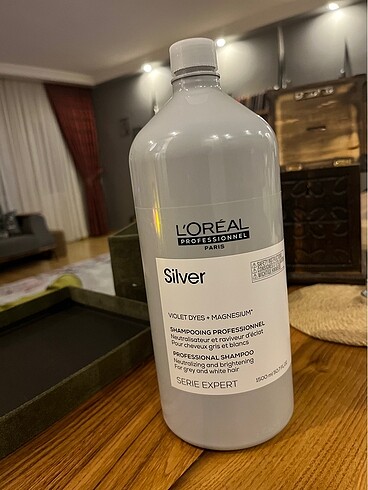 L'ORÉAL
PROFESSIONNEL
PARIS
Silver
VIOLET DYES + MAGNESIUM*
SHAMPOOING PROFESSIONNEL
Neutralisateur et raviveur d'éclat
Pour cheveux gris et blancs
PROFESSIONAL SHAMPOO
Neutralizing and brightening
For grey and white hair
SERIE EXPERT
1500 ml